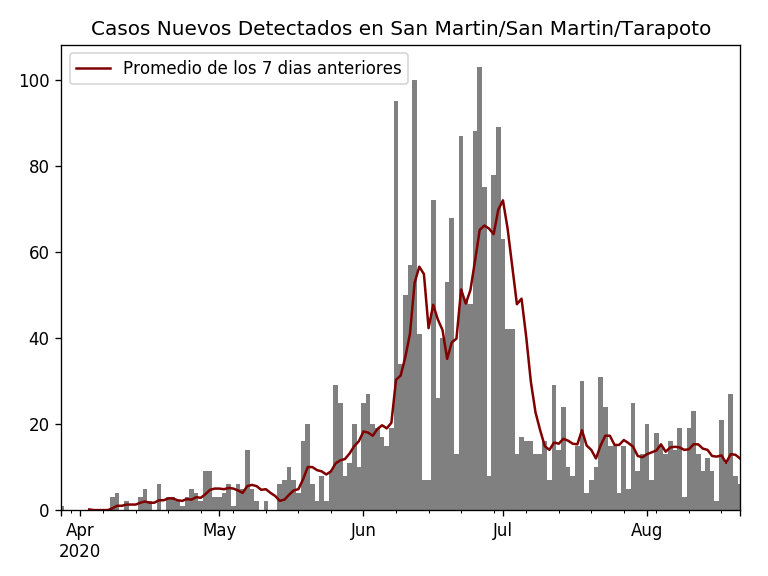 Casos Nuevos Detectados en San Martin/San Martin/Tarapoto
Promedio de los 7 dias anteriores
100
80
60
40
20
0
Apr May Jun Jul Aug
2020